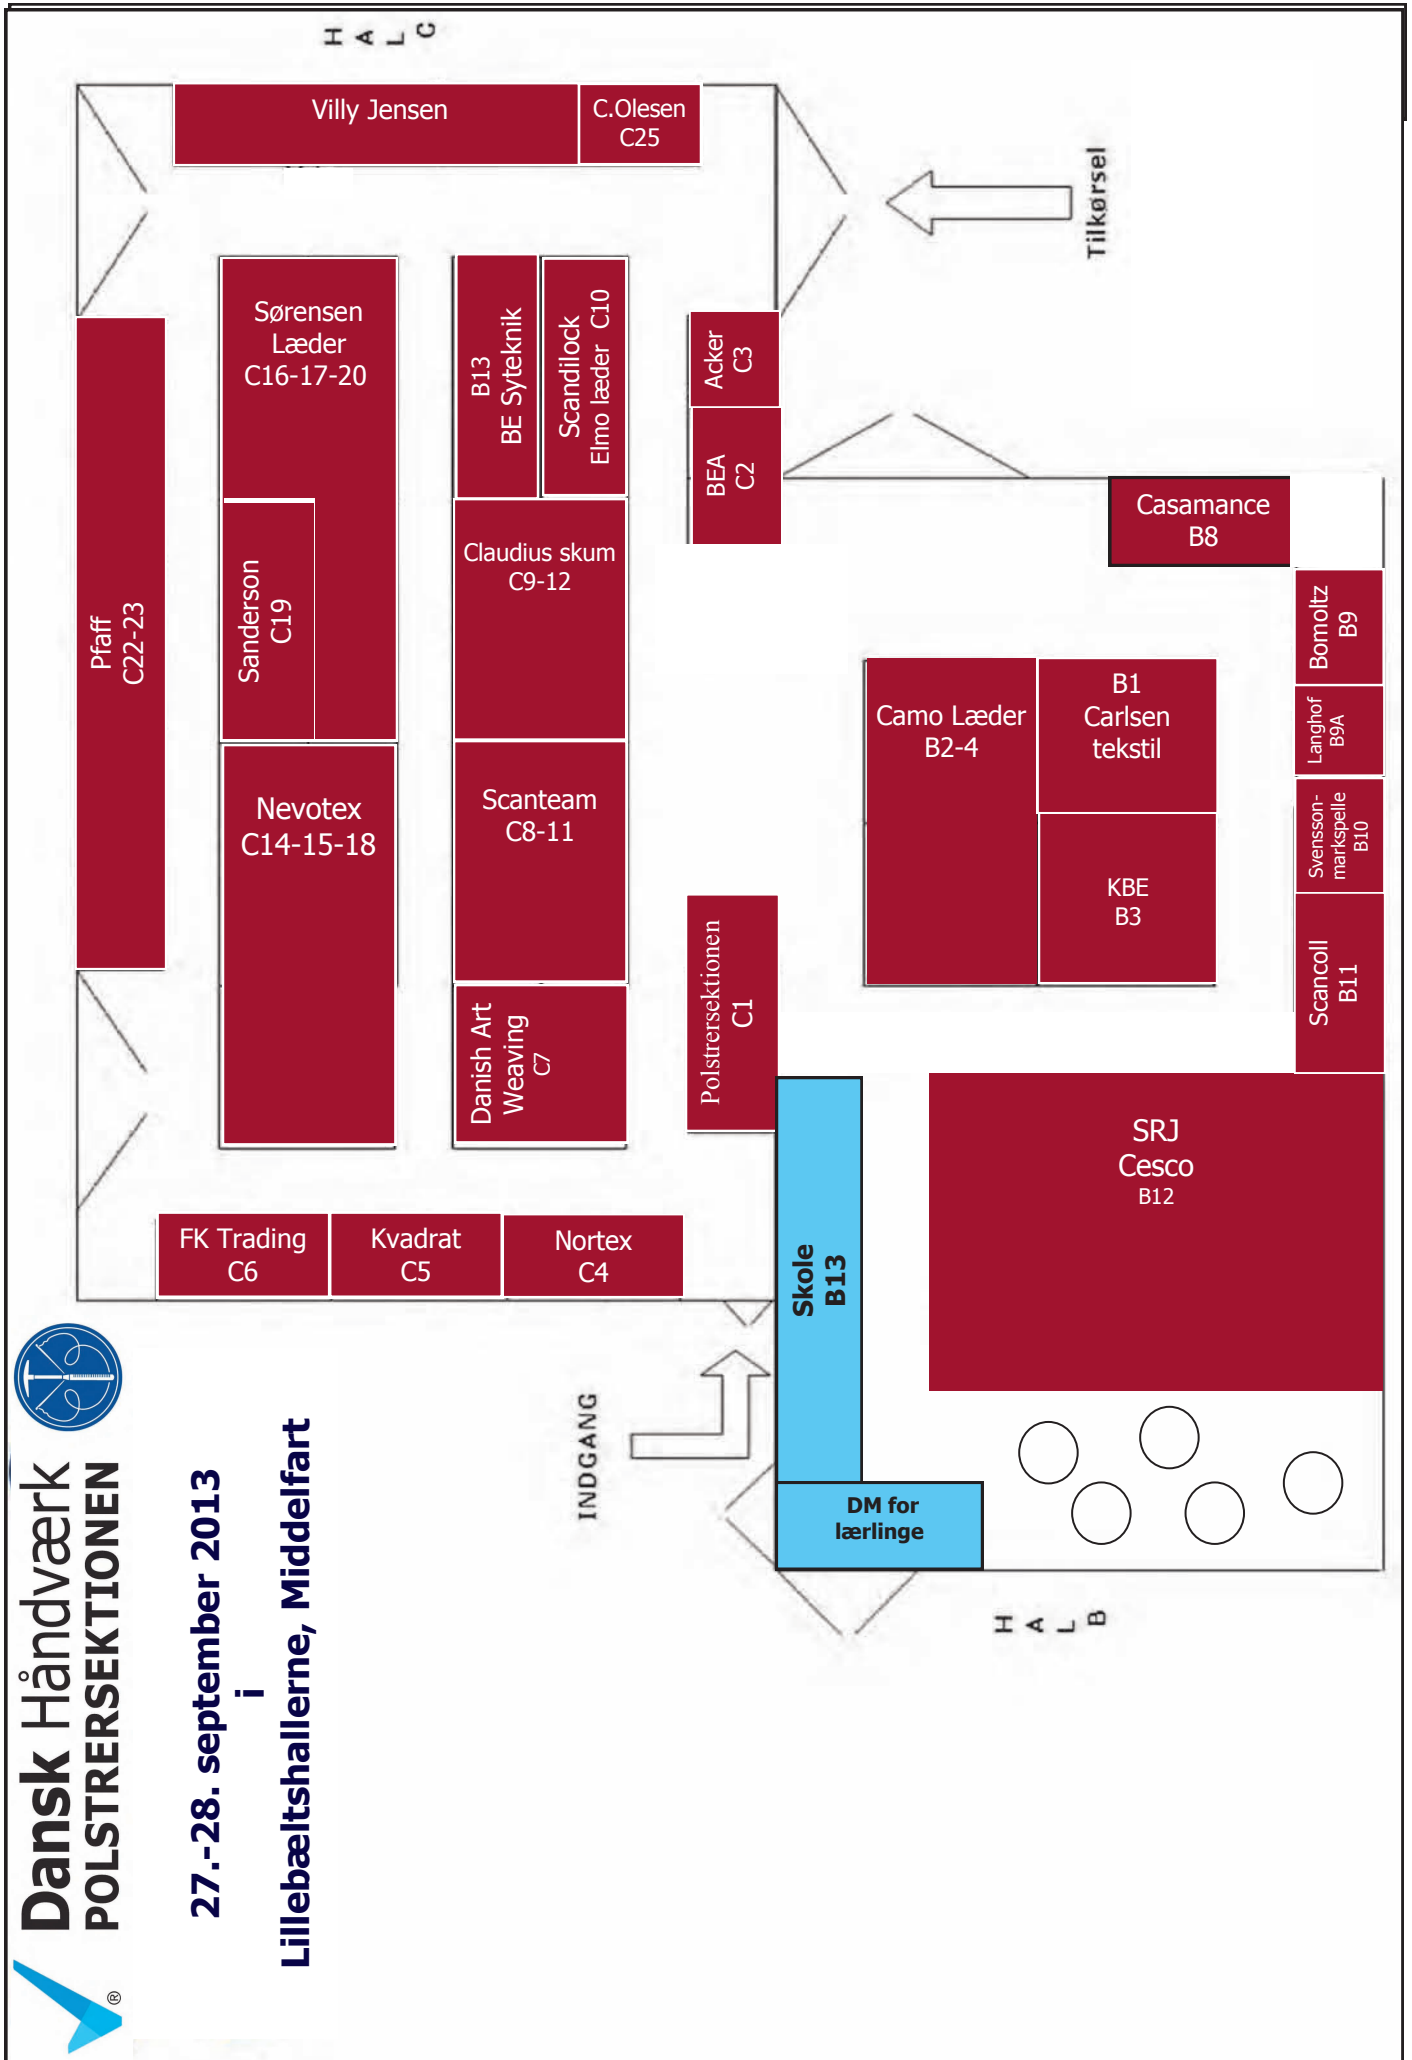 Dansk Håndværk
POLSTRERSEKTIONEN
®
27.-28. september 2013
i
Lillebæltshallerne, Middelfart
H A L C
Villy Jensen
C.Olesen
C25
Tilkørsel
Pfaff
C22-23
Sørensen
Læder
C16-17-20
Sanderson
C19
Nevotex
C14-15-18
B13
BE Syteknik
Scandilock
Elmo læder C10
Claudius skum
C9-12
Scanteam
C8-11
Danish Art
Weaving
C7
Acker
C3
BEA
C2
Polstrersektionen
C1
FK Trading
C6
Kvadrat
C5
Nortex
C4
INDGANG
Casamance
B8
Bomoltz
B9
Langhof
B9A
Svensson-
markspelle
B10
Scancoll
B11
Camo Læder
B2-4
B1
Carlsen
tekstil
KBE
B3
SRJ
Cesco
B12
Skole
B13
DM for
lærlinge
H A L B